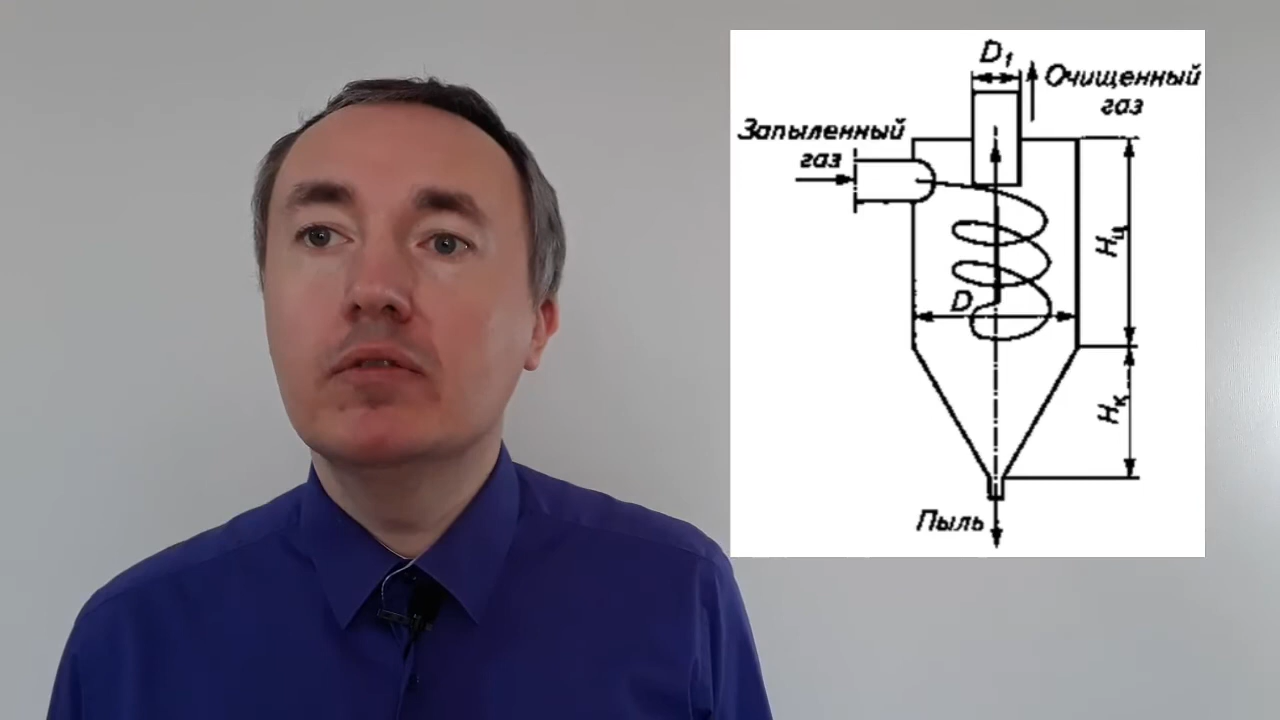 D₁
Очищенный
газ
Запыленный
газ
Hц
D
Hк
Пыль